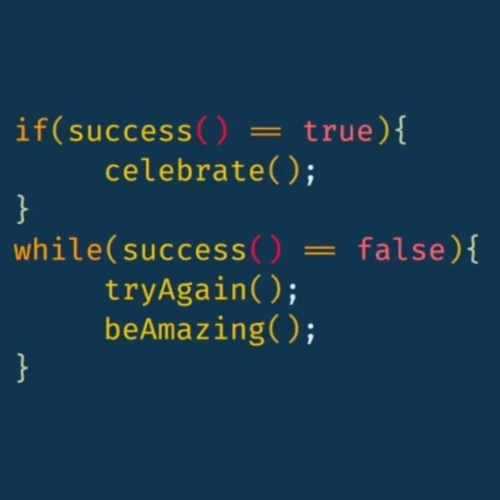 if(success() == true){
celebrate();
}
while(success() == false){
tryAgain();
beAmazing();
}